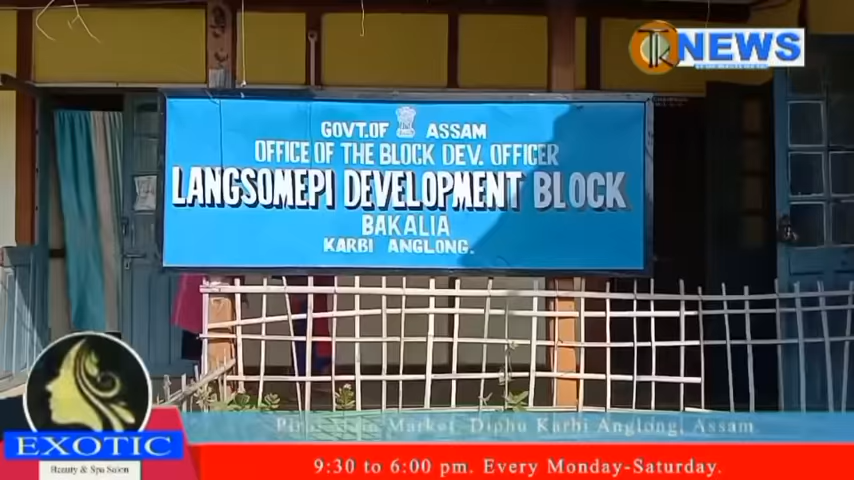 TK NEWS
GOVT.OF ASSAM
OFFICE OF THE BLOCK DEV. OFFICER
LANGSOMEPI DEVELOPMENT BLOCK
BAKALIA
KARBI ANGLONG.
Market, Diphu Karbi Anglong, Assam
EXOTIC
Beauty & Spa Salon
9:30 to 6:00 pm. Every Monday-Saturday.